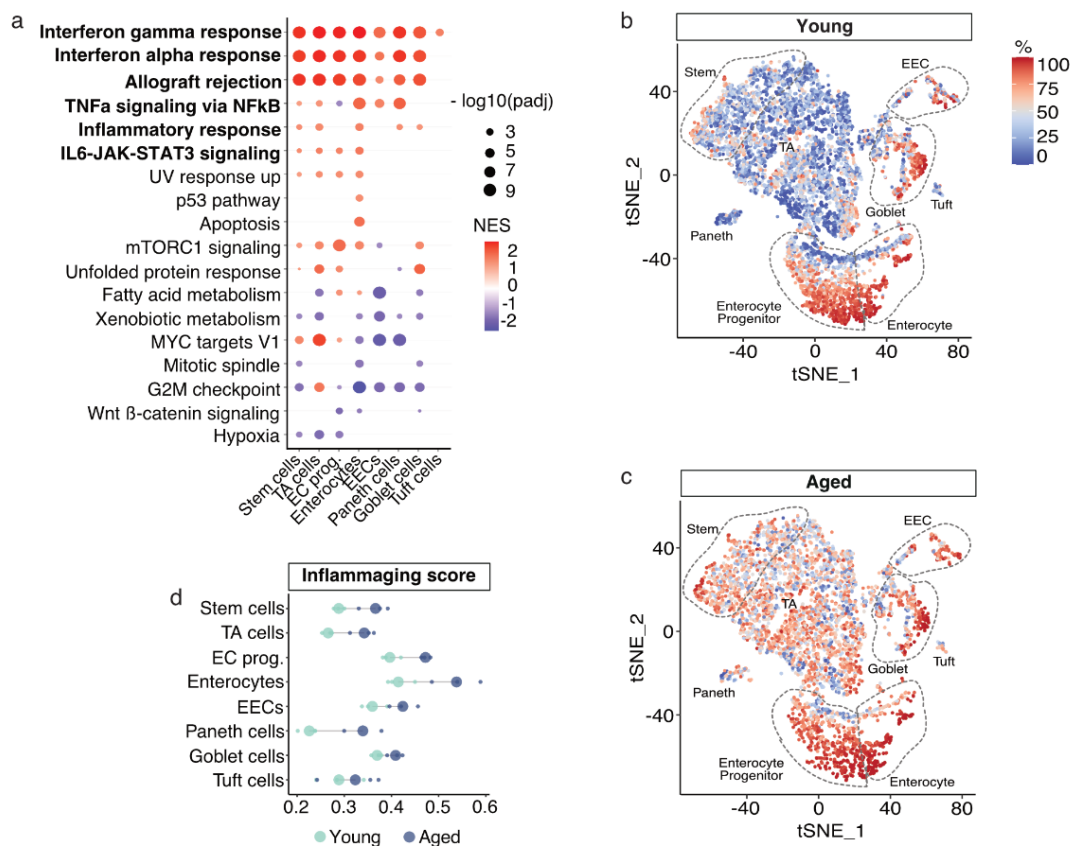 a
Interferon gamma response
Interferon alpha response
Allograft rejection
TNFa signaling via NFkB
Inflammatory response
IL6-JAK-STAT3 signaling
UV response up
p53 pathway
Apoptosis
mTORC1 signaling
Unfolded protein response
Fatty acid metabolism
Xenobiotic metabolism
MYC targets V1
Mitotic spindle
G2M checkpoint
Wnt ß-catenin signaling
Hypoxia
Stem cells
TA cells
EC prog.
Enterocytes
EECs
Paneth cells
Goblet cells
Tuft cells
- log10(padj)
3
5
7
9
NES
2
1
0
-1
-2
b
Young
%
100
75
50
25
0
Stem
EEC
TA
Goblet
Tuft
Paneth
Enterocyte
Progenitor
Enterocyte
40
0
-40
tSNE_2
-40
0
40
80
tSNE_1
c
Aged
Stem
EEC
TA
Goblet
Tuft
Paneth
Enterocyte
Progenitor
Enterocyte
40
0
-40
tSNE_2
-40
0
40
80
tSNE_1
d
Inflammaging score
Stem cells
TA cells
EC prog.
Enterocytes
EECs
Paneth cells
Goblet cells
Tuft cells
0.2
0.3
0.4
0.5
0.6
Young
Aged